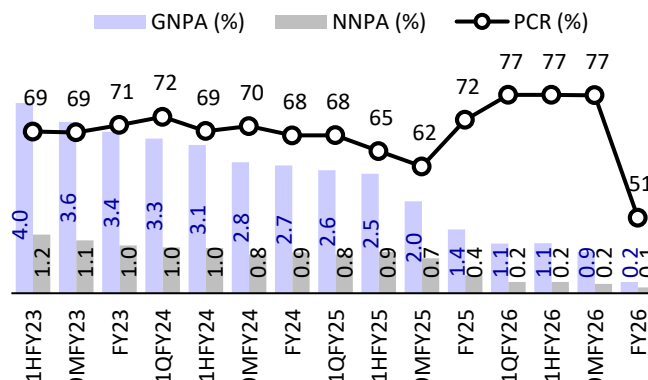 GNPA (%) NNPA (%) PCR (%)
69 69 71 72 69 70 68 68 65 62 72 77 77 77 51
4.0 3.6 3.4 3.3 3.1 2.8 2.7 2.6 2.5 2.0 1.4 1.1 1.1 0.9 0.2
1.2 1.1 1.0 1.0 1.0 0.8 0.9 0.8 0.9 0.7 0.4 0.2 0.2 0.2 0.1
1HFY23 9MFY23 FY23 1QFY24 1HFY24 9MFY24 FY24 1QFY25 1HFY25 9MFY25 FY25 1QFY26 1HFY26 9MFY26 FY26